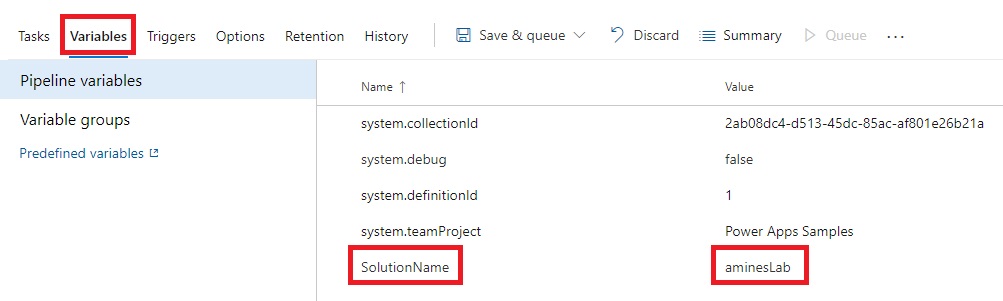 Tasks Variables Triggers Options Retention History Save & queue Discard Summary Queue ...
Pipeline variables
Variable groups
Predefined variables
Name ↑ Value
system.collectionId 2ab08dc4-d513-45dc-85ac-af801e26b21a
system.debug false
system.definitionId 1
system.teamProject Power Apps Samples
SolutionName aminesLab